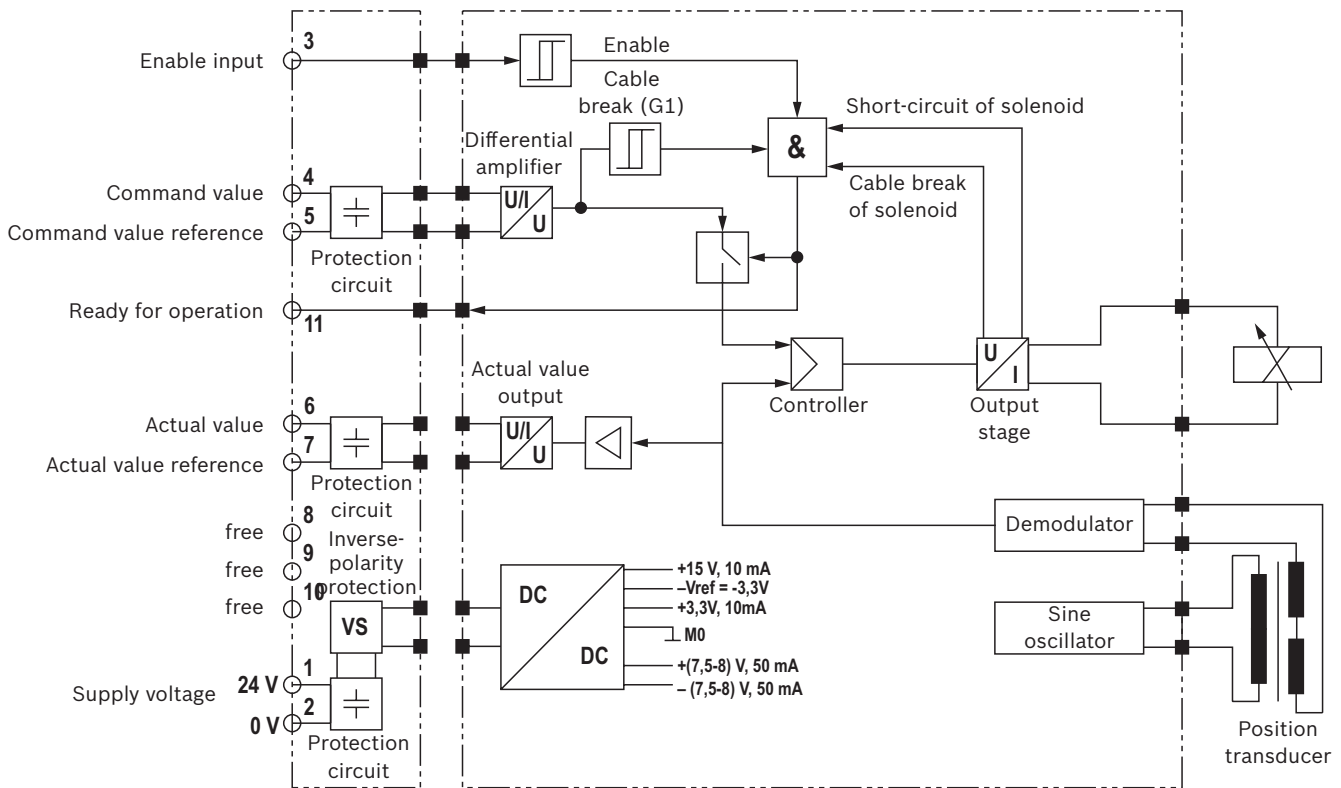 3
Enable input
Enable
Cable
break (G1)
Short-circuit of solenoid
Differential
amplifier
&
4
Command value
U/I
U
Cable break
of solenoid
5
Command value reference
Protection
circuit
Ready for operation
11
U
I
Actual value
output
Controller
Output
stage
6
Actual value
U/I
U
7
Actual value reference
Protection
circuit
8
free
Inverse-
polarity
protection
9
free
10
free
VS
Demodulator
DC
DC
+15 V, 10 mA
–Vref = -3,3V
+3,3V, 10mA
M0
+(7,5-8) V, 50 mA
– (7,5-8) V, 50 mA
Sine
oscillator
1
Supply voltage
24 V
2
0 V
Protection
circuit
Position
transducer